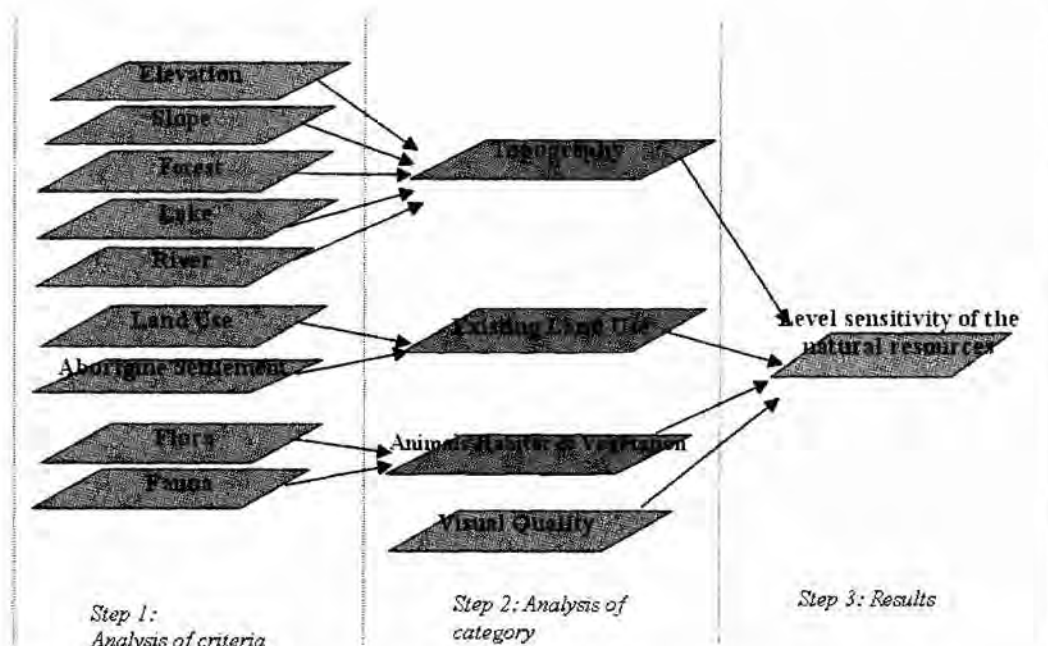 Elevation
Slope
Forest
Lake
River
Land Use
Aborigine Settlement
Flora
Fauna
Topography
Existing Land Use
Animals Habitat & Vegetation
Visual Quality
Level sensitivity of the
natural resources
Step 1:
Analysis of criteria
Step 2: Analysis of
category
Step 3: Results